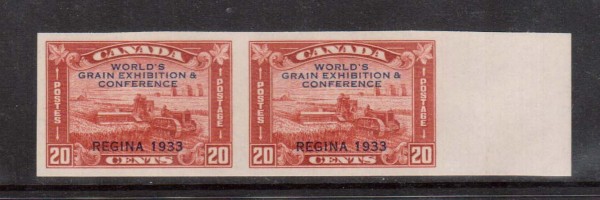 CANADA
WORLD'S
GRAIN EXHIBITION &
CONFERENCE
POSTES
POSTAGE
REGINA 1933
20 CENTS 20
CANADA
WORLD'S
GRAIN EXHIBITION &
CONFERENCE
POSTES
POSTAGE
REGINA 1933
20 CENTS 20